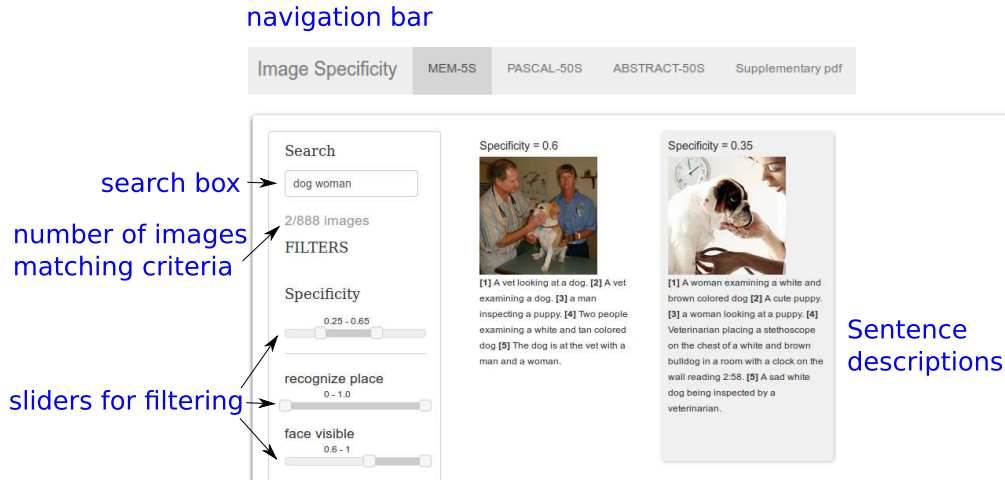 navigation bar
Image Specificity MEM-5S PASCAL-50S ABSTRACT-50S Supplementary pdf
search box
number of images
matching criteria
sliders for filtering
Search
dog woman
2/888 images
FILTERS
Specificity
0.25 - 0.65
recognize place
0 - 1.0
face visible
0.6 - 1
Specificity = 0.6
[1] A vet looking at a dog. [2] A vet
examining a dog. [3] a man
inspecting a puppy. [4] Two people
examining a white and tan colored
dog [5] The dog is at the vet with a
man and a woman.
Specificity = 0.35
[1] A woman examining a white and
brown colored dog [2] A cute puppy.
[3] a woman looking at a puppy. [4]
Veterinarian placing a stethoscope
on the chest of a white and brown
bulldog in a room with a clock on the
wall reading 2:58. [5] A sad white
dog being inspected by a
veterinarian.
Sentence
descriptions